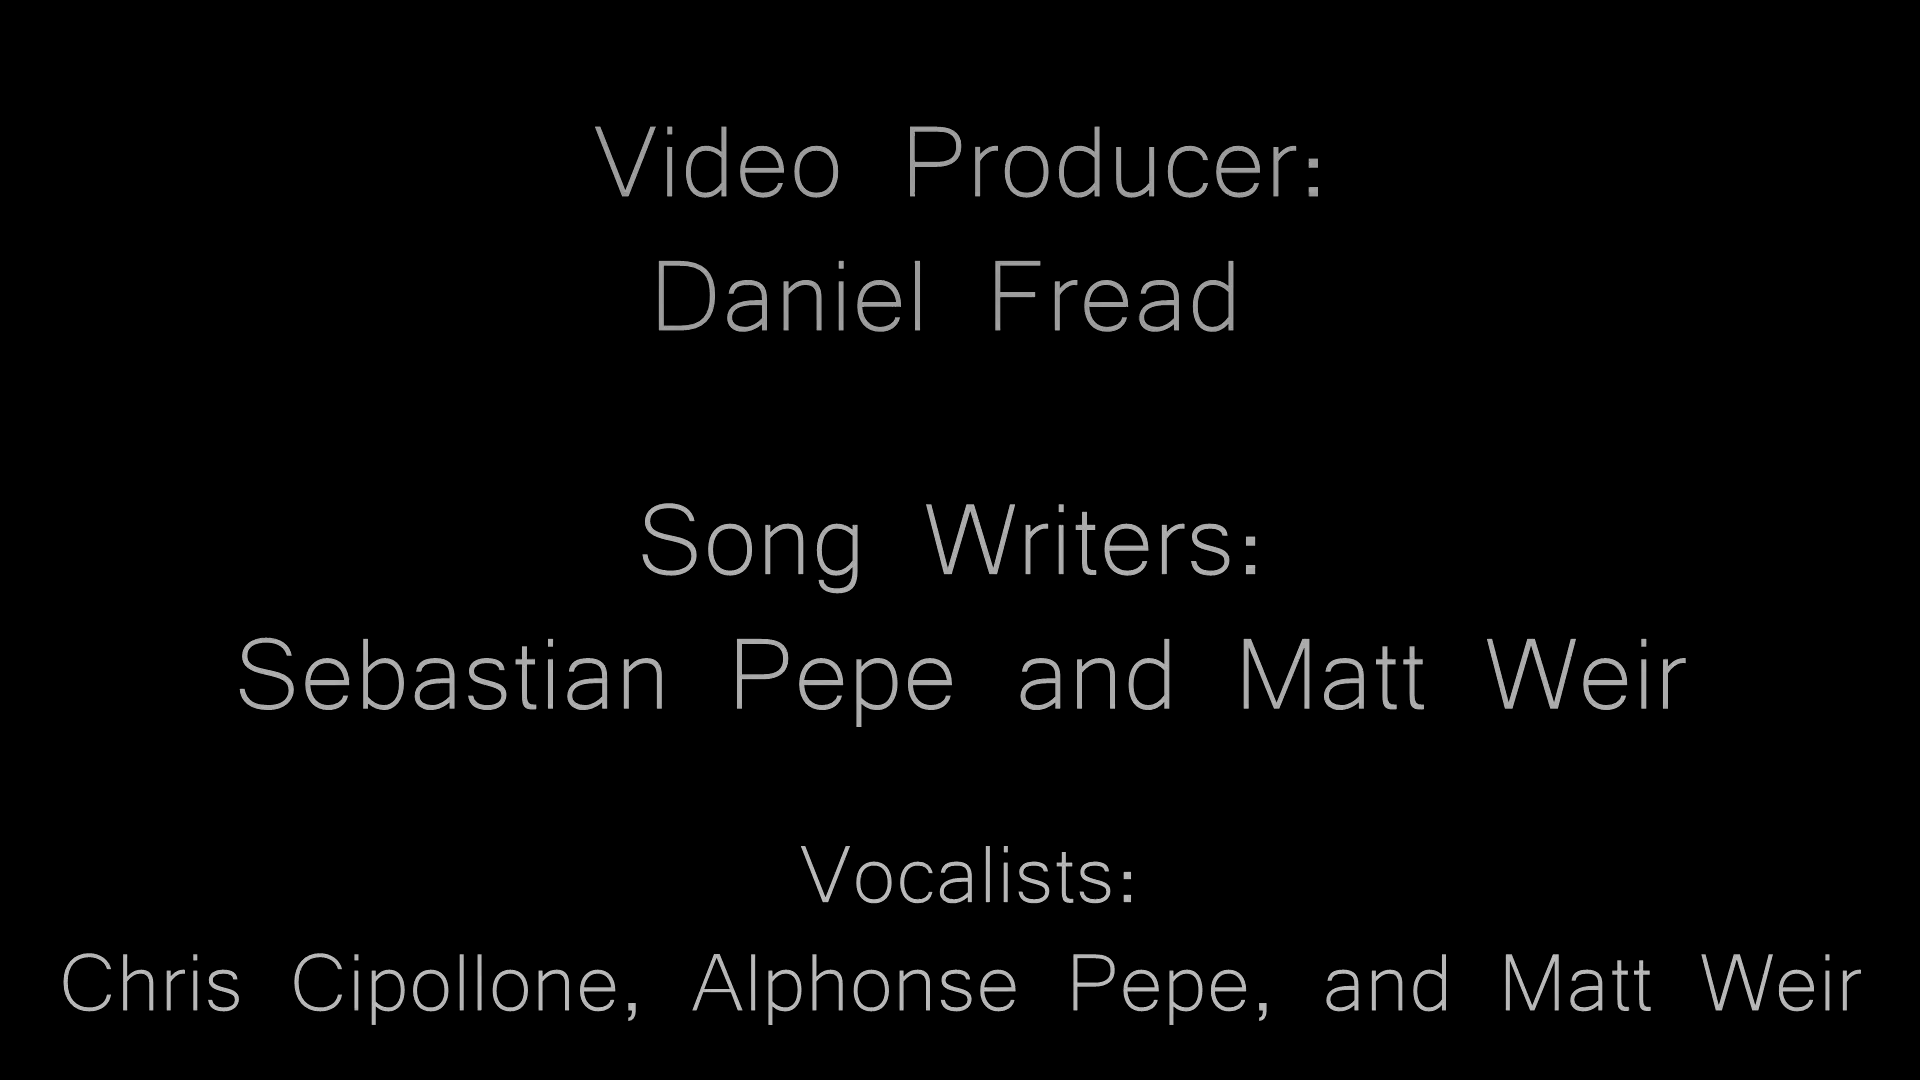 Video Producer:
Daniel Fread
Song Writers:
Sebastian Pepe and Matt Weir
Vocalists:
Chris Cipollone, Alphonse Pepe, and Matt Weir